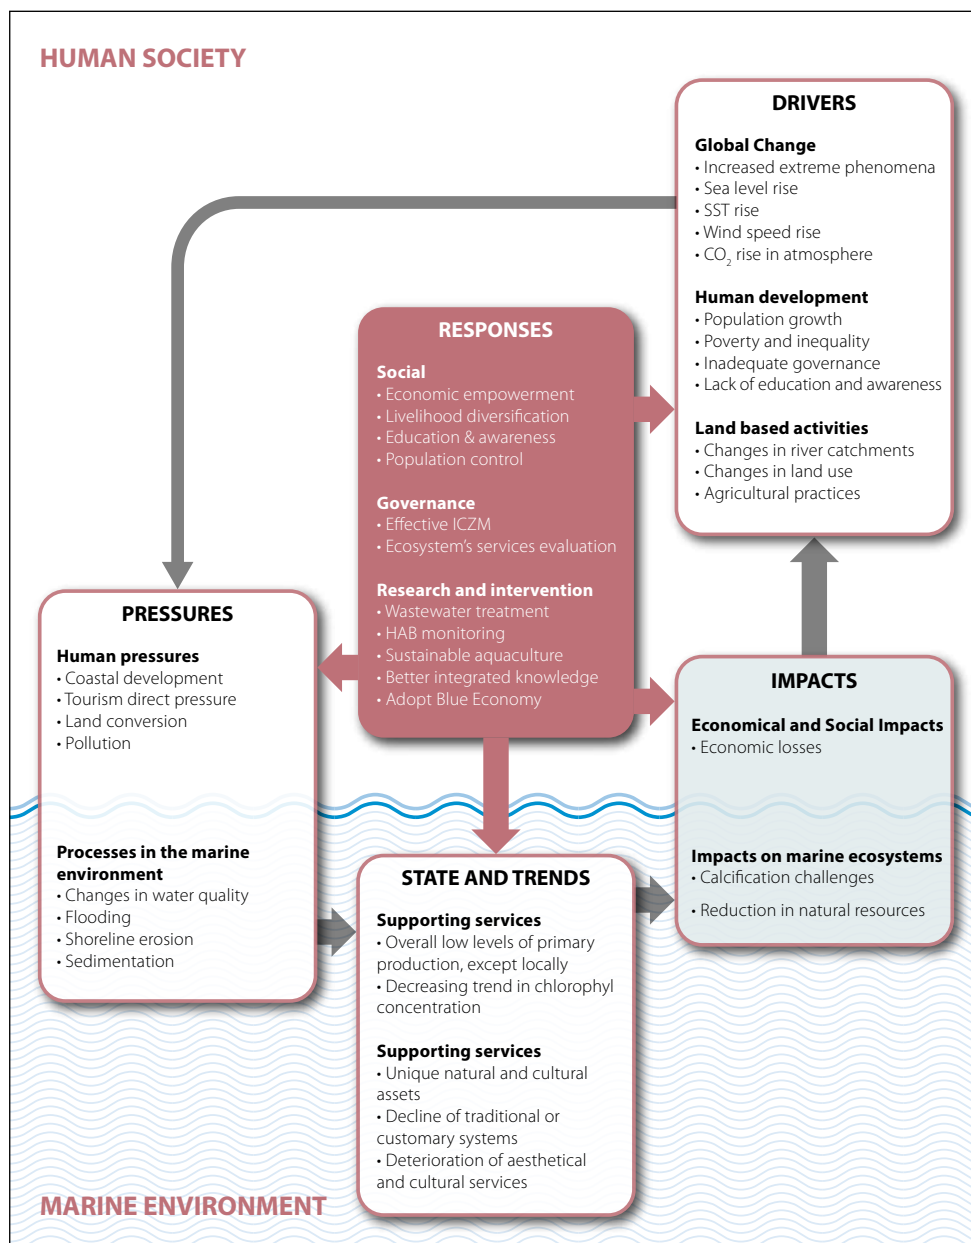 HUMAN SOCIETY
DRIVERS
Global Change
• Increased extreme phenomena
• Sea level rise
• SST rise
• Wind speed rise
• CO₂ rise in atmosphere
Human development
• Population growth
• Poverty and inequality
• Inadequate governance
• Lack of education and awareness
Land based activities
• Changes in river catchments
• Changes in land use
• Agricultural practices
RESPONSES
Social
• Economic empowerment
• Livelihood diversification
• Education & awareness
• Population control
Governance
• Effective ICZM
• Ecosystem's services evaluation
Research and intervention
• Wastewater treatment
• HAB monitoring
• Sustainable aquaculture
• Better integrated knowledge
• Adopt Blue Economy
PRESSURES
Human pressures
• Coastal development
• Tourism direct pressure
• Land conversion
• Pollution
Processes in the marine
environment
• Changes in water quality
• Flooding
• Shoreline erosion
• Sedimentation
IMPACTS
Economical and Social Impacts
• Economic losses
Impacts on marine ecosystems
• Calcification challenges
• Reduction in natural resources
STATE AND TRENDS
Supporting services
• Overall low levels of primary
production, except locally
• Decreasing trend in chlorophyl
concentration
Supporting services
• Unique natural and cultural
assets
• Decline of traditional or
customary systems
• Deterioration of aesthetical
and cultural services
MARINE ENVIRONMENT